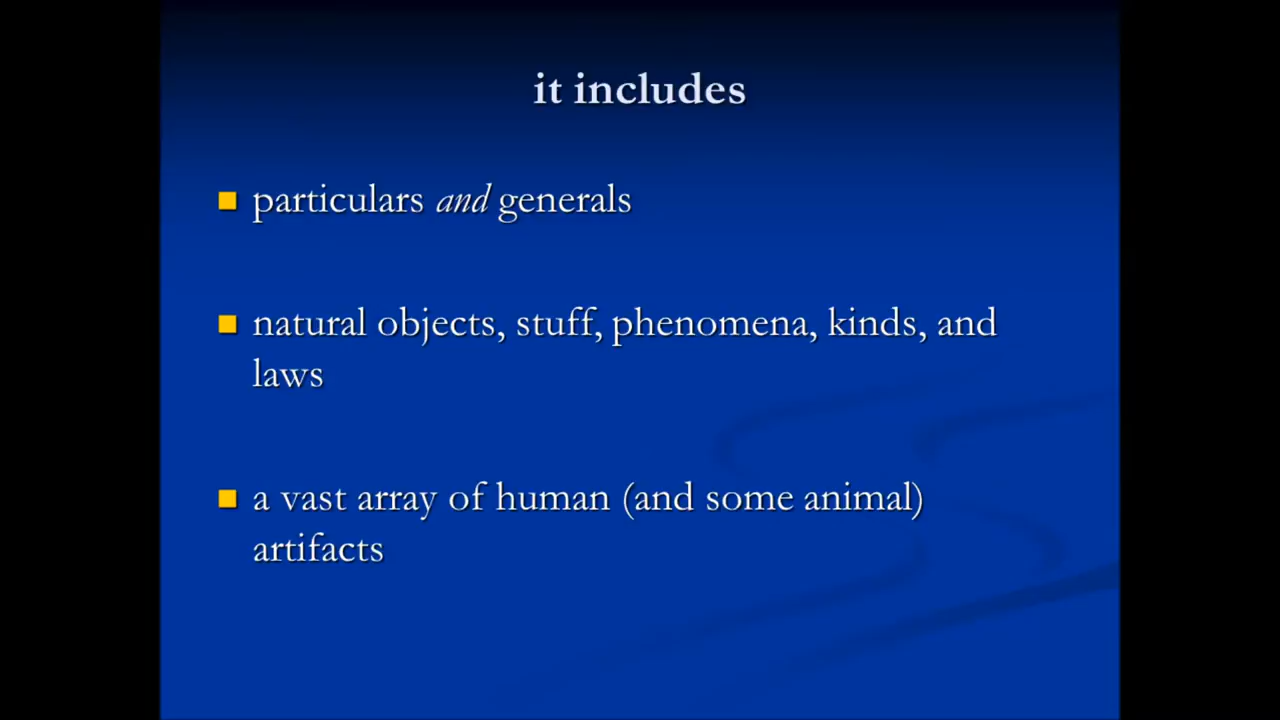 it includes
particulars and generals
natural objects, stuff, phenomena, kinds, and
laws
a vast array of human (and some animal)
artifacts